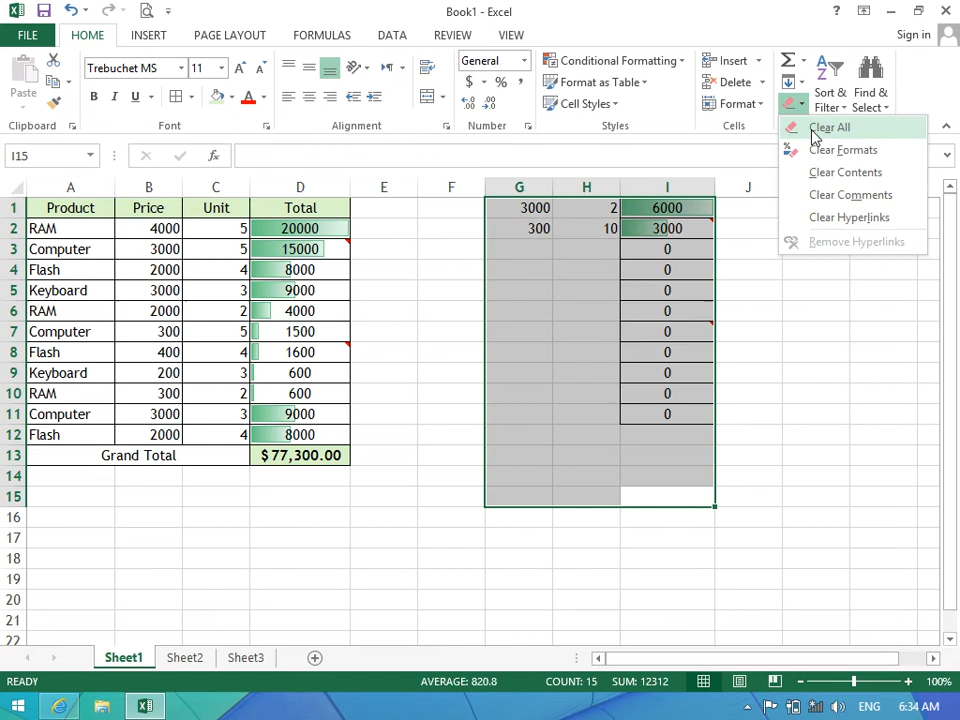 Book1 - Excel
?
FILE HOME INSERT PAGE LAYOUT FORMULAS DATA REVIEW VIEW Sign in
Paste
Clipboard
Trebuchet MS 11
B I U A
Font
Alignment
General
$ % ,
Number
Conditional Formatting
Format as Table
Cell Styles
Styles
Insert
Delete
Format
Cells
Sort & Filter
Find & Select
Clear All
Clear Formats
Clear Contents
Clear Comments
Clear Hyperlinks
Remove Hyperlinks
I15 fx
A B C D E F G H I J
1 Product Price Unit Total 3000 2 6000
2 RAM 4000 5 20000 300 10 3000
3 Computer 3000 5 15000 0
4 Flash 2000 4 8000 0
5 Keyboard 3000 3 9000 0
6 RAM 2000 2 4000 0
7 Computer 300 5 1500 0
8 Flash 400 4 1600 0
9 Keyboard 200 3 600 0
10 RAM 300 2 600 0
11 Computer 3000 3 9000 0
12 Flash 2000 4 8000
13 Grand Total $77,300.00
14
15
16
17
18
19
20
21
22
Sheet1 Sheet2 Sheet3
READY AVERAGE: 820.8 COUNT: 15 SUM: 12312 100%
ENG 6:34 AM